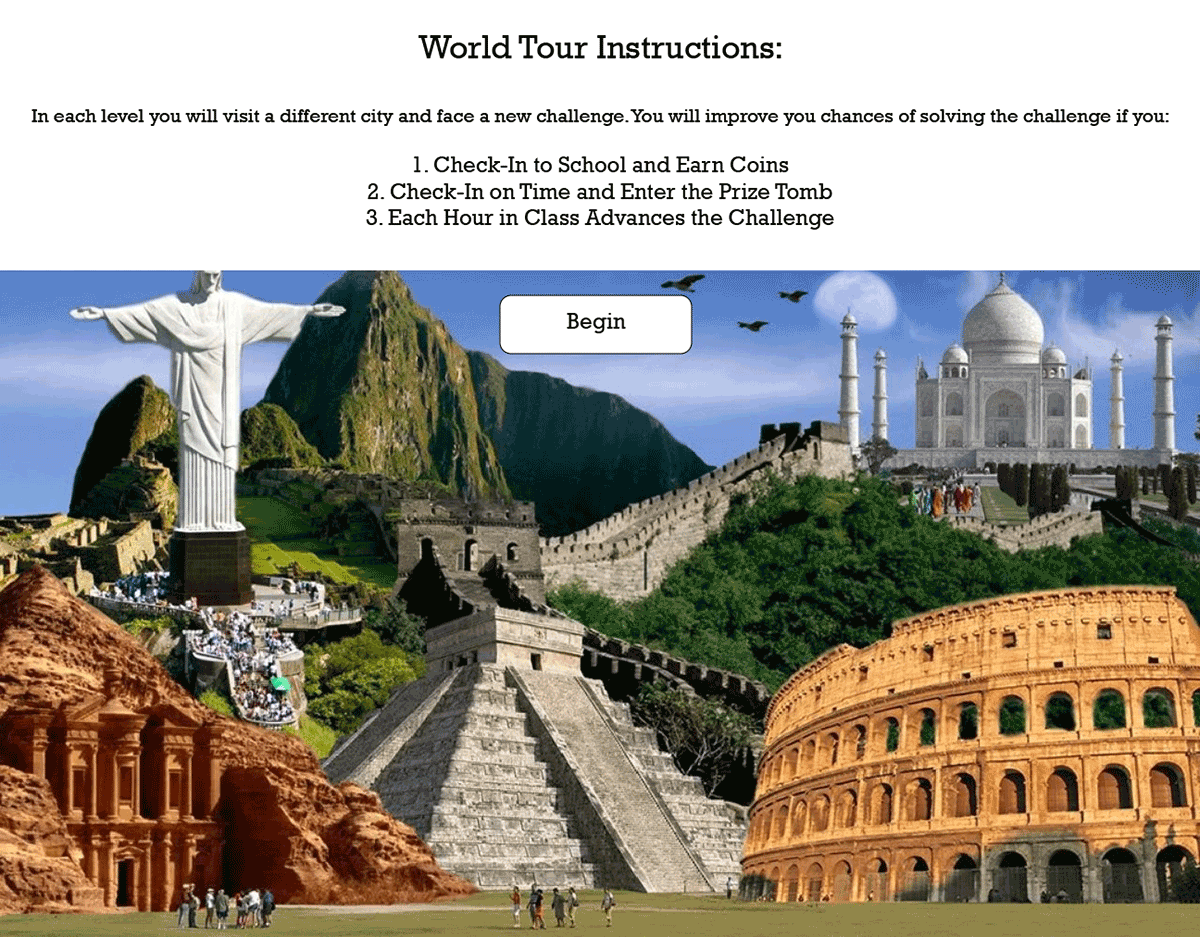 World Tour Instructions:
In each level you will visit a different city and face a new challenge. You will improve you chances of solving the challenge if you:
1. Check-In to School and Earn Coins
2. Check-In on Time and Enter the Prize Tomb
3. Each Hour in Class Advances the Challenge
Begin